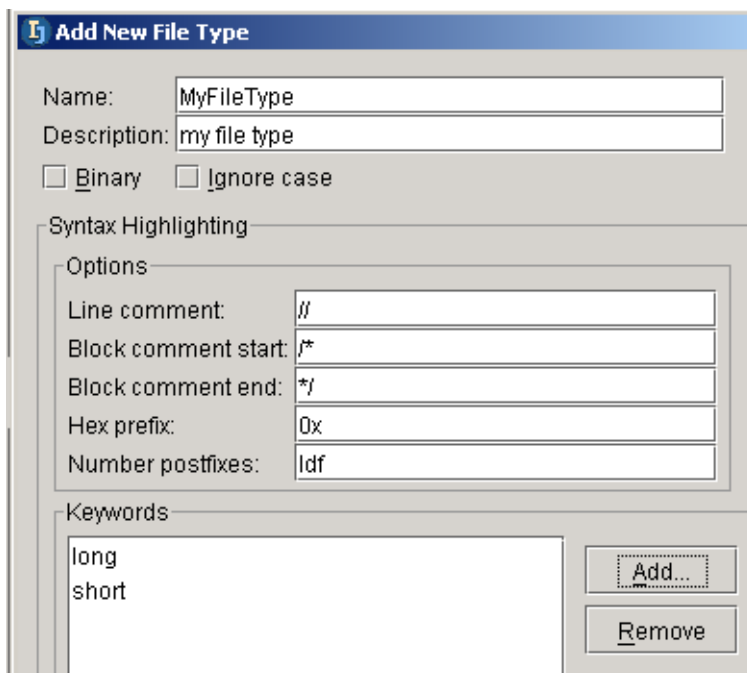 IJ Add New File Type
Name: MyFileType
Description: my file type
Binary Ignore case
Syntax Highlighting
Options
Line comment: //
Block comment start: /*
Block comment end: */
Hex prefix: 0x
Number postfixes: ldf
Keywords
long
Add...
short
Remove